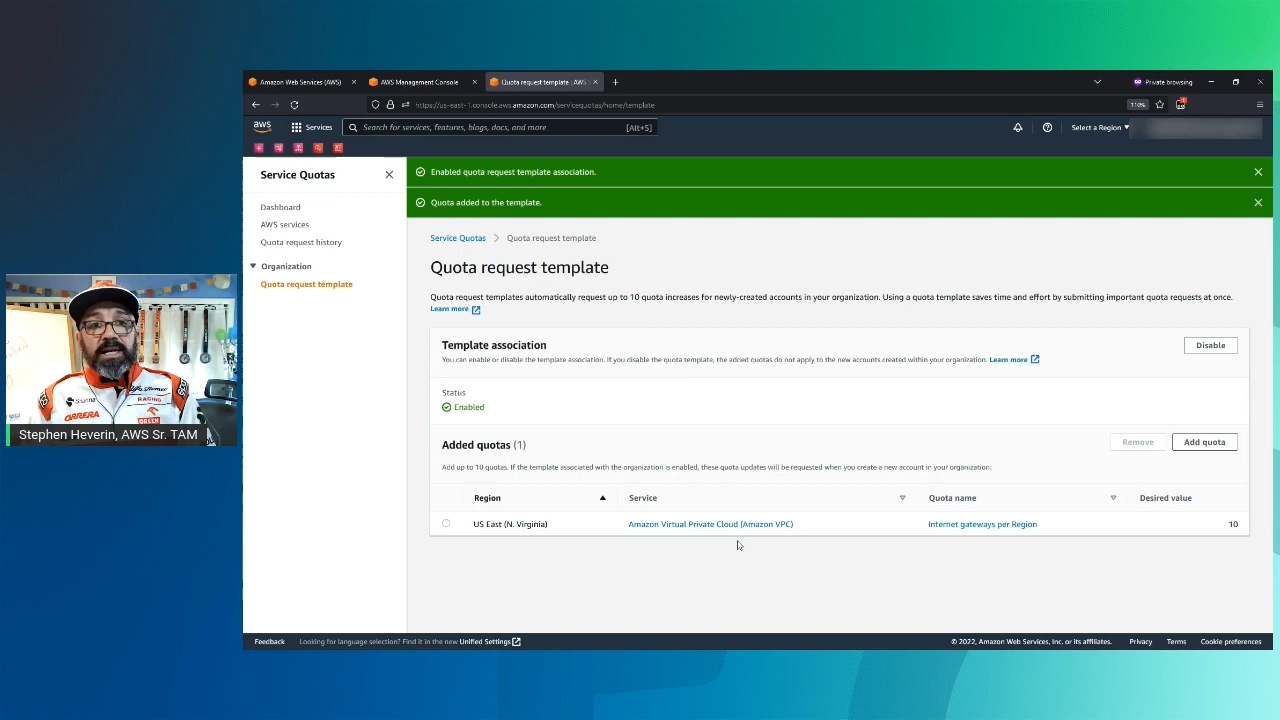 Amazon Web Services (AWS)
AWS Management Console
Quota request template | AWS S
Private browsing
https://us-east-1.console.aws.amazon.com/servicequotas/home/template
110%
aws
Services
Search for services, features, blogs, docs, and more
[Alt+S]
Select a Region
Service Quotas
Dashboard
AWS services
Quota request history
Organization
Quota request template
Enabled quota request template association.
Quota added to the template.
Service Quotas
Quota request template
Quota request template
Quota request templates automatically request up to 10 quota increases for newly-created accounts in your organization. Using a quota template saves time and effort by submitting important quota requests at once.
Learn more
Template association
Disable
You can enable or disable the template association. If you disable the quota template, the added quotas do not apply to the new accounts created within your organization. Learn more
Status
Enabled
Added quotas (1)
Remove
Add quota
Add up to 10 quotas. If the template associated with the organization is enabled, these quota updates will be requested when you create a new account in your organization.
Region
Service
Quota name
Desired value
US East (N. Virginia)
Amazon Virtual Private Cloud (Amazon VPC)
Internet gateways per Region
10
Feedback
Looking for language selection? Find it in the new Unified Settings
© 2022, Amazon Web Services, Inc. or its affiliates.
Privacy
Terms
Cookie preferences
CARRERA
RACING
ORLEN
Stephen Heverin, AWS Sr. TAM